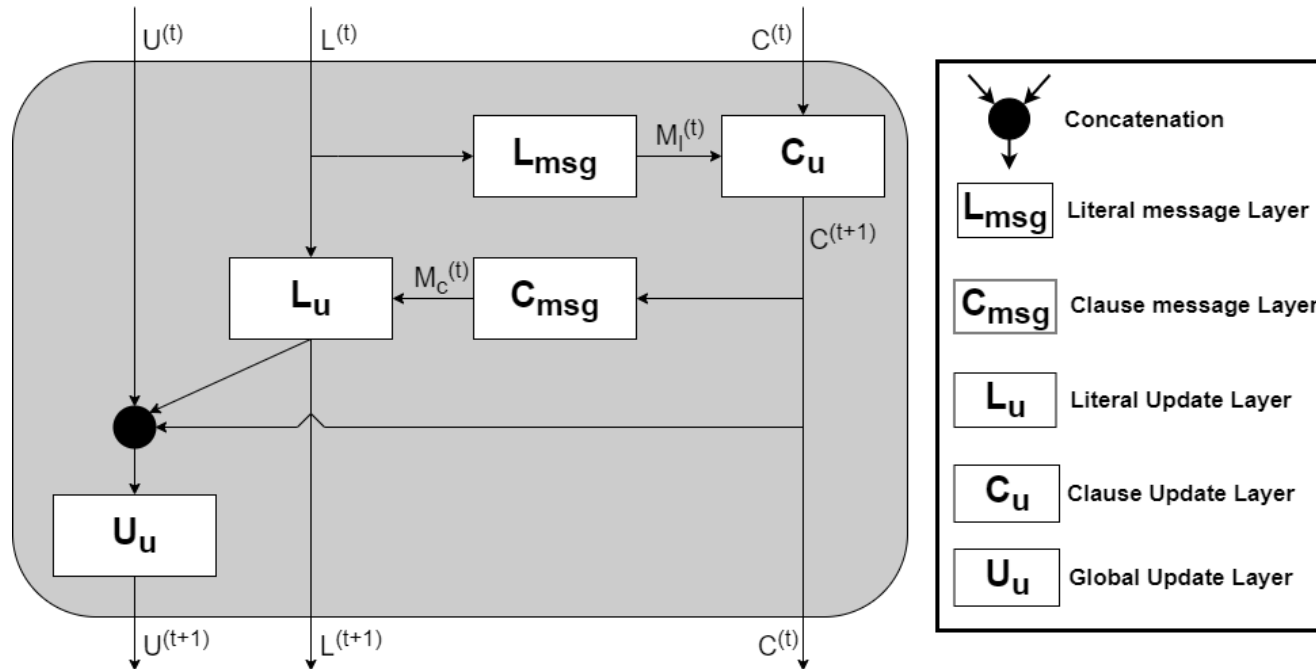 U(t)
L(t)
C(t)
Lmsg
Ml(t)
Cu
C(t+1)
Lu
Mc(t)
Cmsg
Uu
U(t+1)
L(t+1)
C(t)
Concatenation
Lmsg Literal message Layer
Cmsg Clause message Layer
Lu Literal Update Layer
Cu Clause Update Layer
Uu Global Update Layer